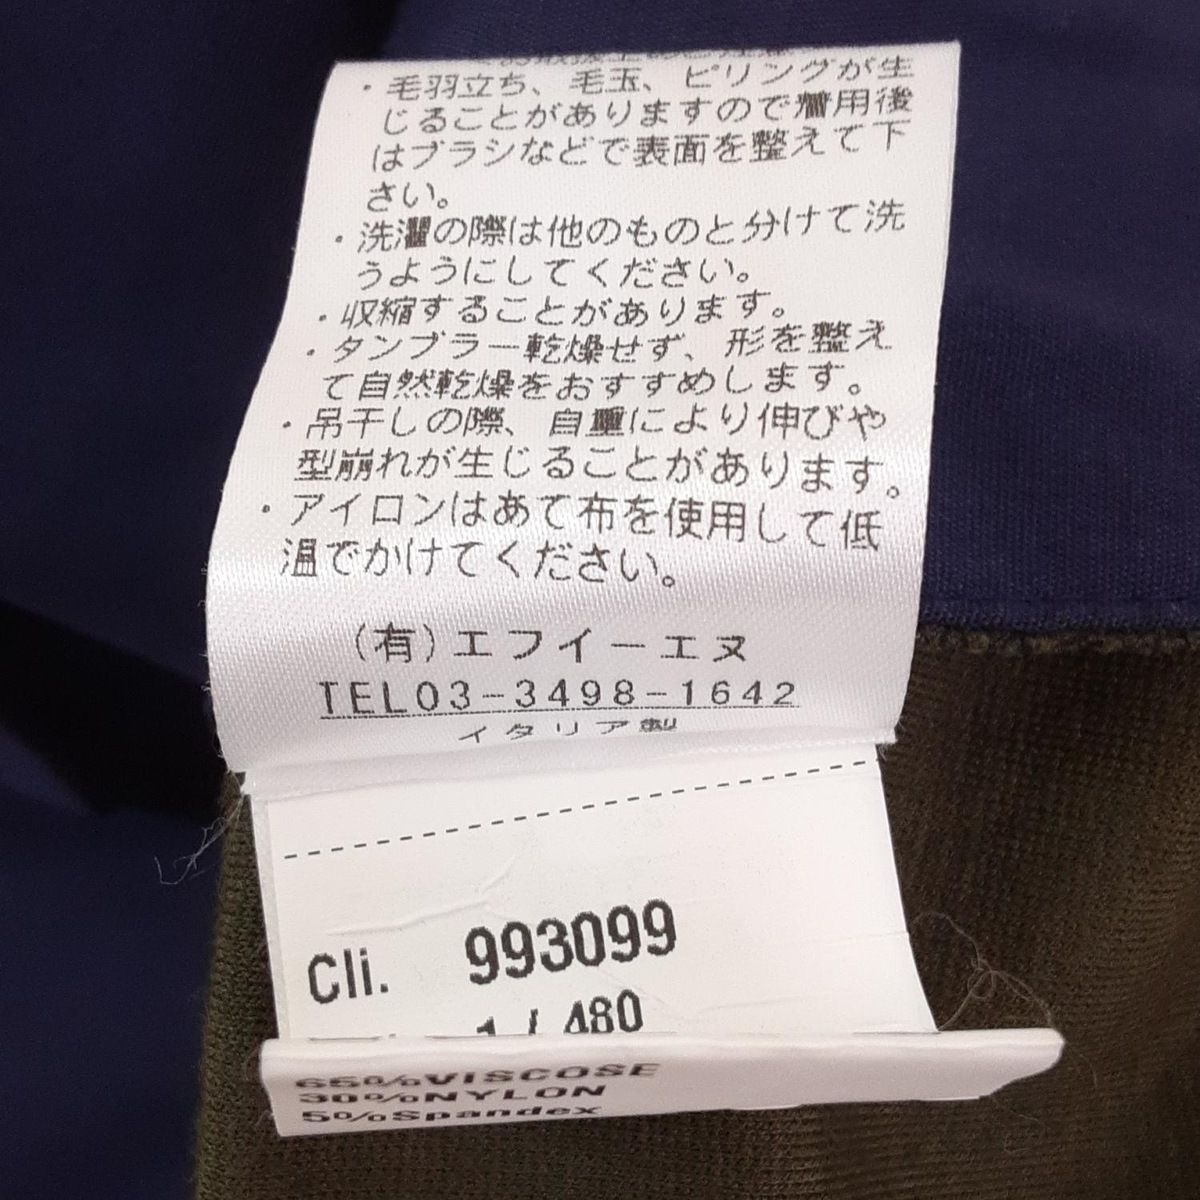 ・毛羽立ち、毛玉、ピリングが生
じることがありますので着用後
はブラシなどで表面を整えて下
さい。
・洗濯の際は他のものと分けて洗
うようにしてください。
・収縮することがあります。
・タンブラー乾燥せず、形を整え
て自然乾燥をおすすめします。
・吊干しの際、自重により伸びや
型崩れが生じることがあります。
・アイロンはあて布を使用して低
温でかけてください。
(有)エフイーエヌ
TEL03-3498-1642
イタリア製
Cli. 993099
1/480
65%VISCOSE
30%NYLON
5%Spandex